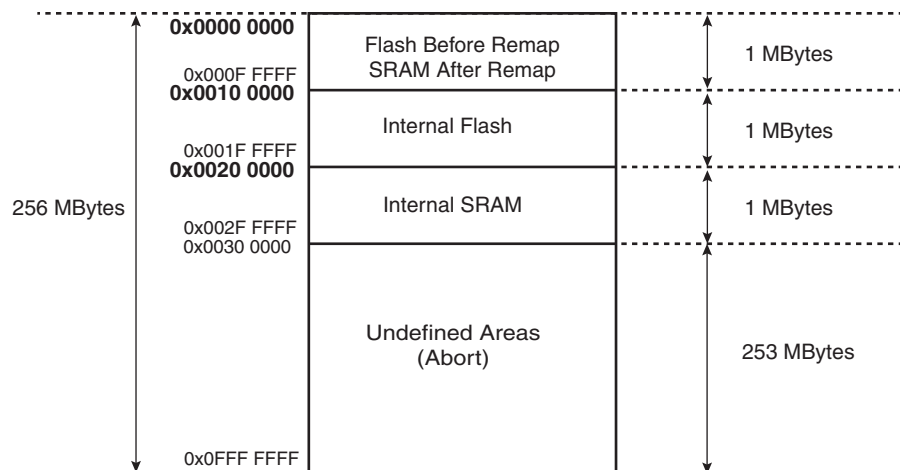 0x0000 0000
Flash Before Remap
SRAM After Remap
1 MBytes
0x000F FFFF
0x0010 0000
Internal Flash
1 MBytes
0x001F FFFF
0x0020 0000
256 MBytes
Internal SRAM
1 MBytes
0x002F FFFF
0x0030 0000
Undefined Areas
(Abort)
253 MBytes
0x0FFF FFFF